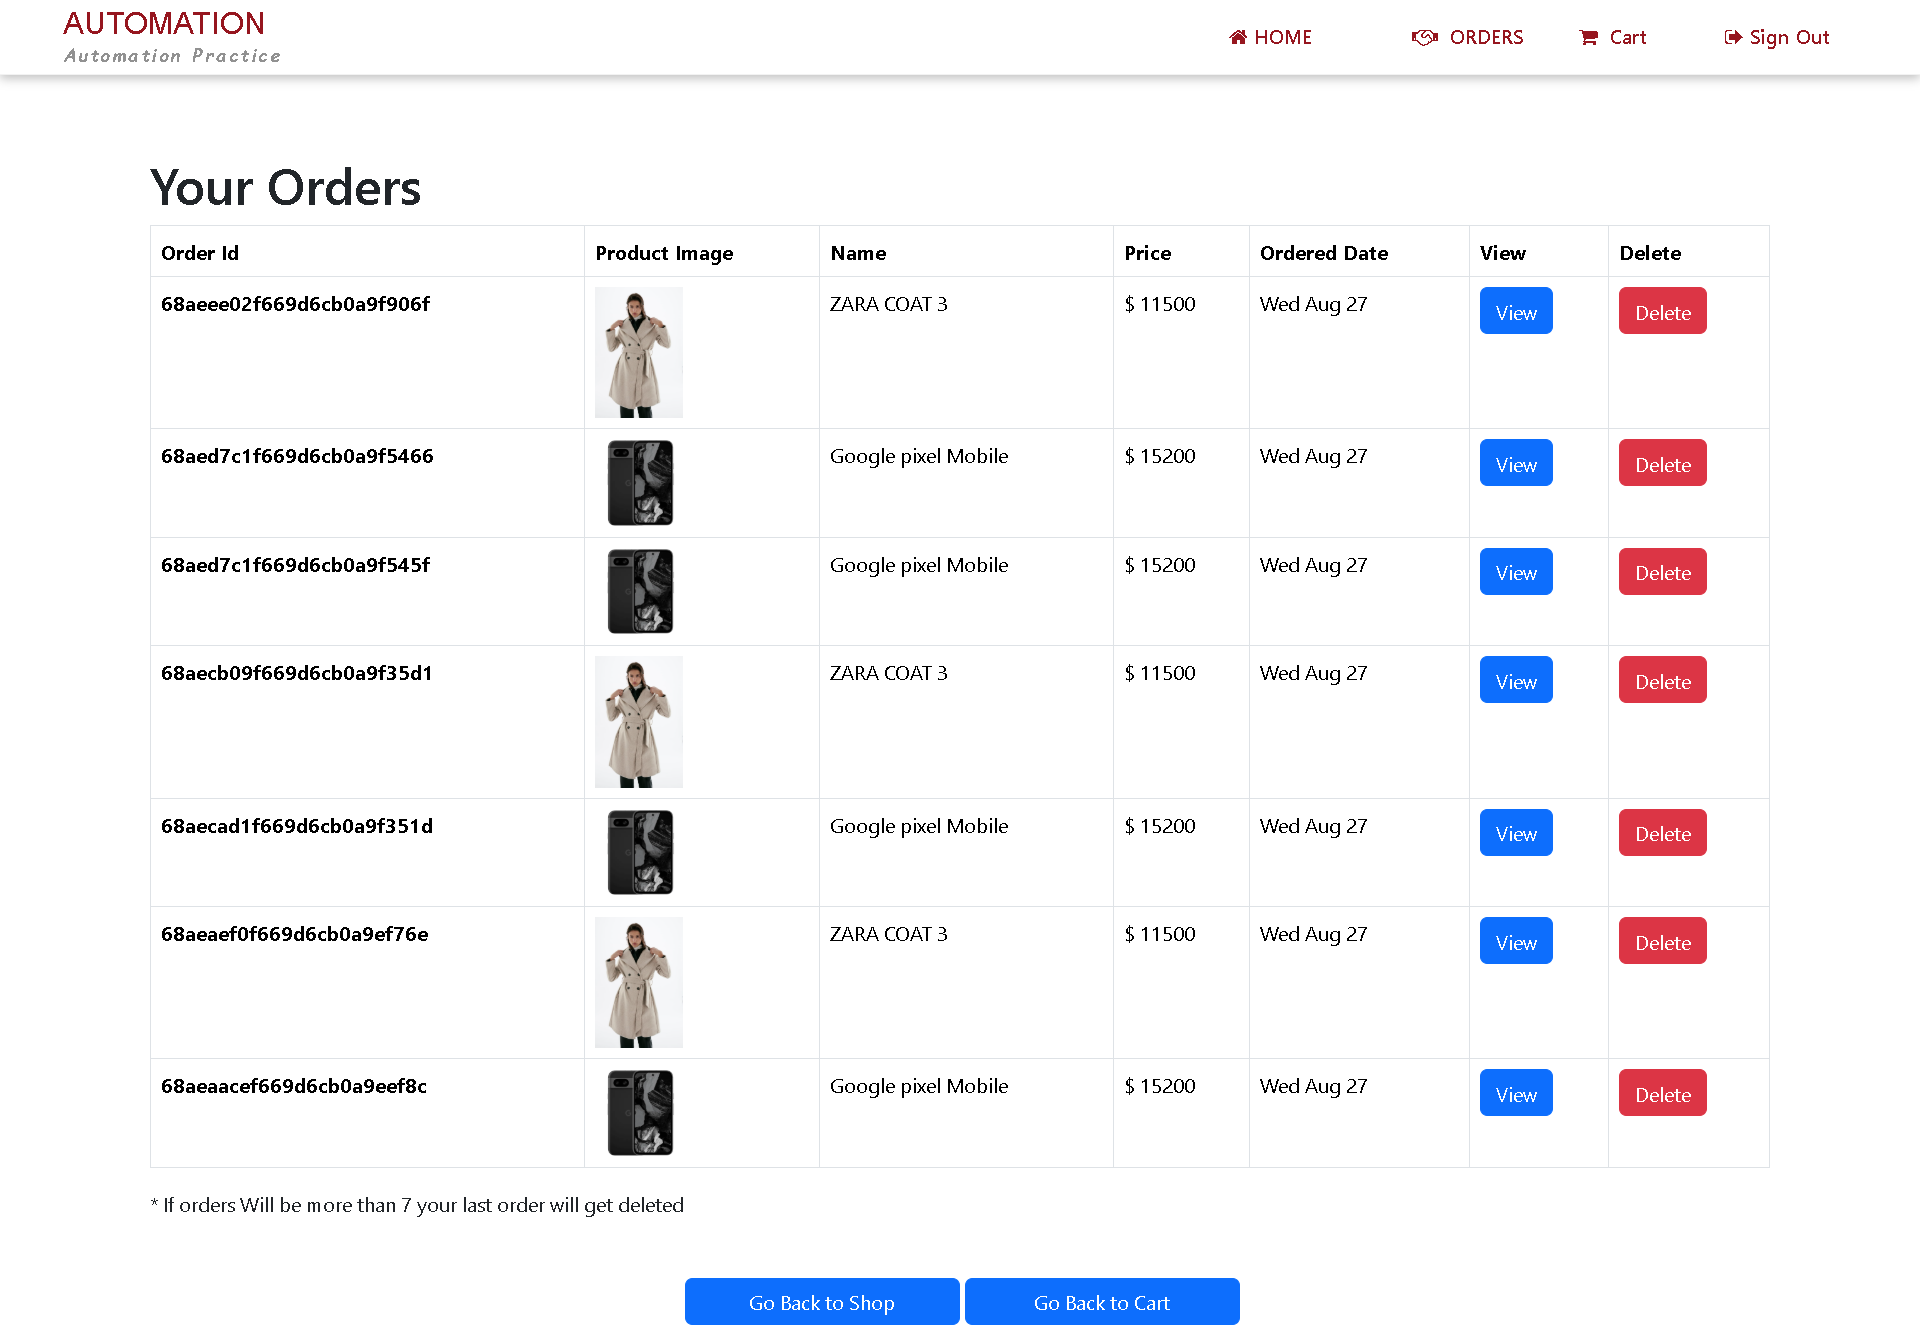 AUTOMATION
Automation Practice
HOME ORDERS Cart Sign Out
Your Orders
Order Id Product Image Name Price Ordered Date View Delete
68aeee02f669d6cb0a9f906f ZARA COAT 3 $ 11500 Wed Aug 27 View Delete
68aed7c1f669d6cb0a9f5466 Google pixel Mobile $ 15200 Wed Aug 27 View Delete
68aed7c1f669d6cb0a9f545f Google pixel Mobile $ 15200 Wed Aug 27 View Delete
68aecb09f669d6cb0a9f35d1 ZARA COAT 3 $ 11500 Wed Aug 27 View Delete
68aecad1f669d6cb0a9f351d Google pixel Mobile $ 15200 Wed Aug 27 View Delete
68aeaef0f669d6cb0a9ef76e ZARA COAT 3 $ 11500 Wed Aug 27 View Delete
68aeaacef669d6cb0a9eef8c Google pixel Mobile $ 15200 Wed Aug 27 View Delete
* If orders Will be more than 7 your last order will get deleted
Go Back to Shop Go Back to Cart